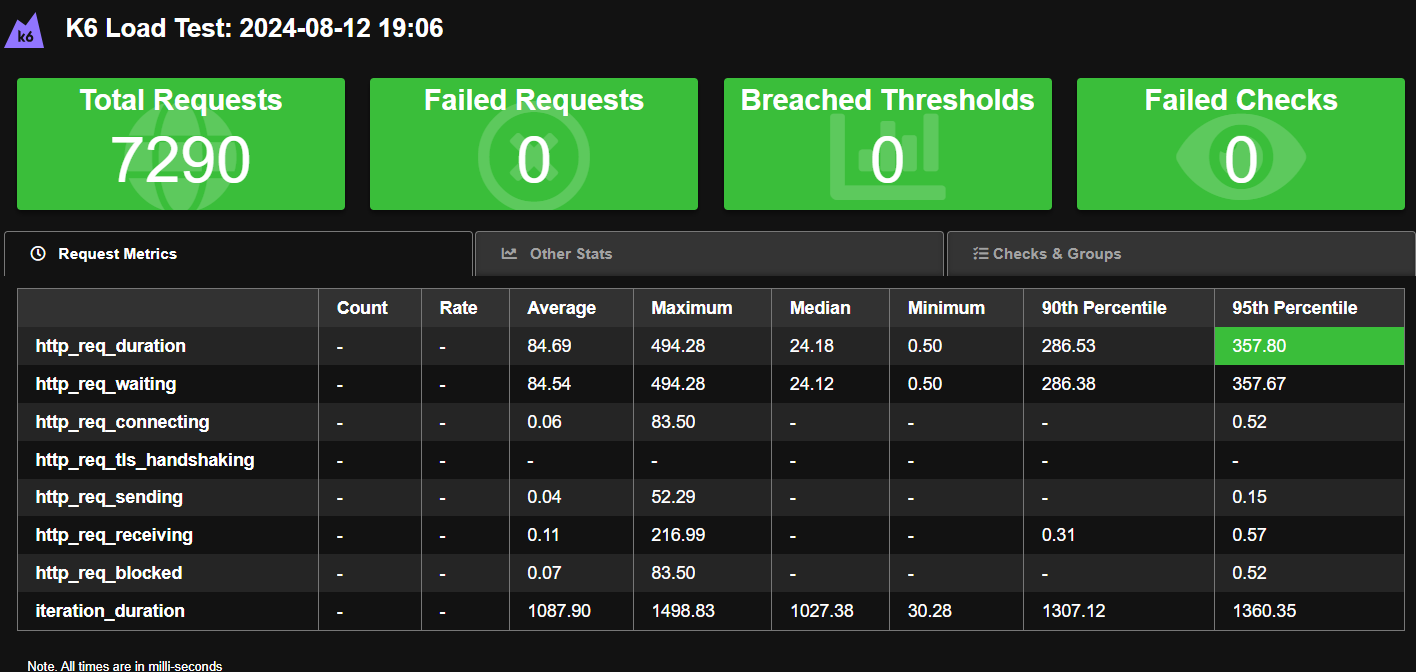 k6 K6 Load Test: 2024-08-12 19:06
Total Requests Failed Requests Breached Thresholds Failed Checks
7290 0 0 0
Request Metrics Other Stats Checks & Groups
Count Rate Average Maximum Median Minimum 90th Percentile 95th Percentile
http_req_duration - - 84.69 494.28 24.18 0.50 286.53 357.80
http_req_waiting - - 84.54 494.28 24.12 0.50 286.38 357.67
http_req_connecting - - 0.06 83.50 - - - 0.52
http_req_tls_handshaking - - - - - - - -
http_req_sending - - 0.04 52.29 - - - 0.15
http_req_receiving - - 0.11 216.99 - - 0.31 0.57
http_req_blocked - - 0.07 83.50 - - - 0.52
iteration_duration - - 1087.90 1498.83 1027.38 30.28 1307.12 1360.35
Note. All times are in milli-seconds